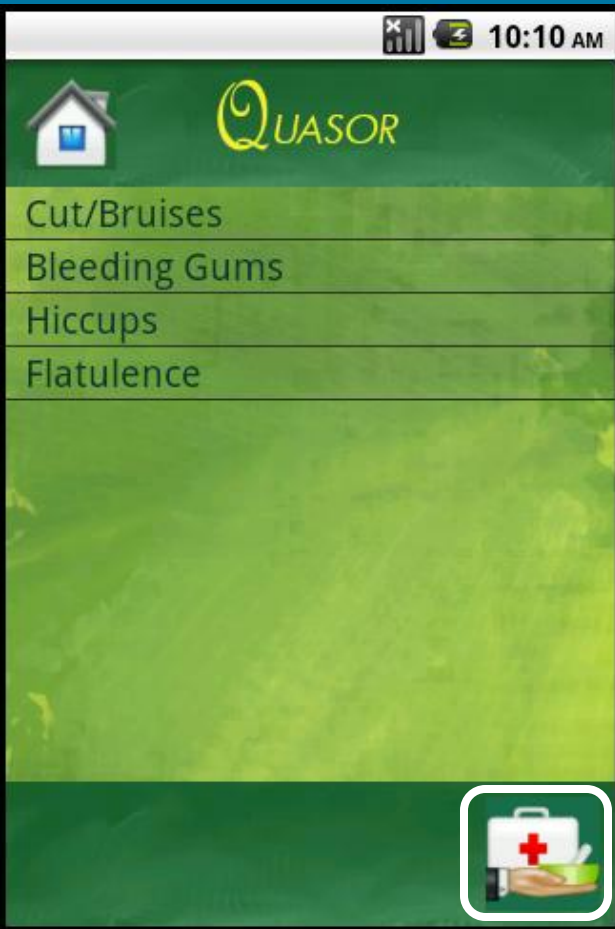 10:10 AM
QUASOR
Cut/Bruises
Bleeding Gums
Hiccups
Flatulence